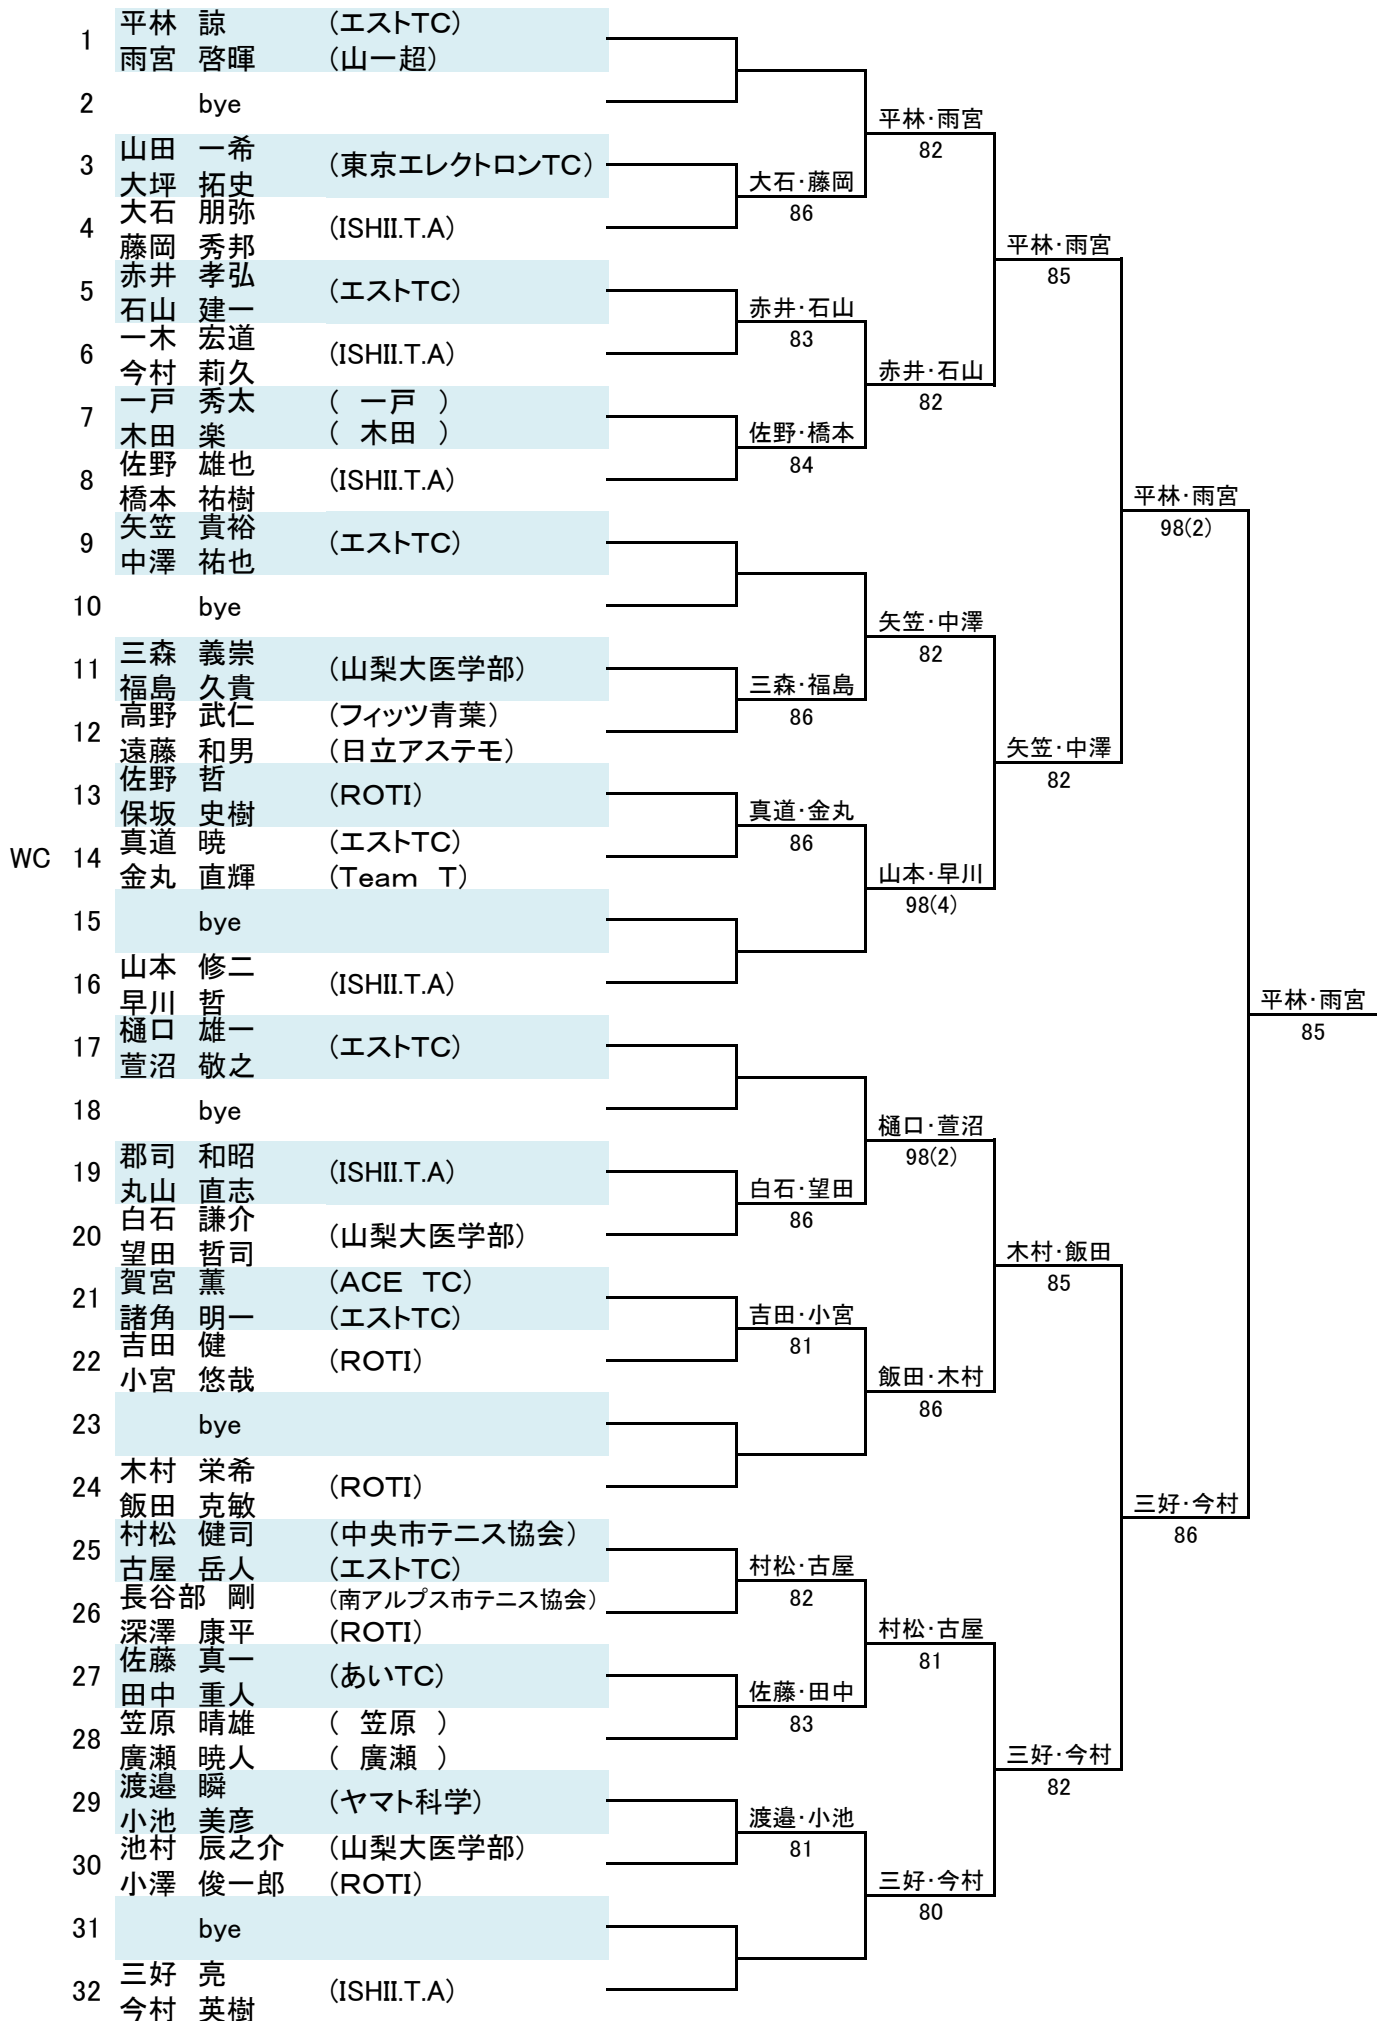 1 平林 諒 (エストTC)
雨宮 啓暉 (山一超)
2 bye
平林・雨宮
82
3 山田 一希 (東京エレクトロンTC)
大坪 拓史
大石・藤岡
86
4 大石 朋弥 (ISHII.T.A)
藤岡 秀邦
平林・雨宮
85
5 赤井 孝弘 (エストTC)
石山 建一
赤井・石山
83
6 一木 宏道 (ISHII.T.A)
今村 莉久
赤井・石山
82
7 一戸 秀太 ( 一戸 )
木田 楽 ( 木田 )
佐野・橋本
84
8 佐野 雄也 (ISHII.T.A)
橋本 祐樹
平林・雨宮
98(2)
9 矢笠 貴裕 (エストTC)
中澤 祐也
10 bye
矢笠・中澤
82
11 三森 義崇 (山梨大医学部)
福島 久貴
三森・福島
86
12 高野 武仁 (フィッツ青葉)
遠藤 和男 (日立アステモ)
矢笠・中澤
82
13 佐野 哲 (ROTI)
保坂 史樹
真道・金丸
86
WC 14 真道 暁 (エストTC)
金丸 直輝 (Team T)
山本・早川
98(4)
15 bye
16 山本 修二 (ISHII.T.A)
早川 哲
平林・雨宮
85
17 樋口 雄一 (エストTC)
萱沼 敬之
18 bye
樋口・萱沼
98(2)
19 郡司 和昭 (ISHII.T.A)
丸山 直志
白石・望田
86
20 白石 謙介 (山梨大医学部)
望田 哲司
木村・飯田
85
21 賀宮 薫 (ACE TC)
諸角 明一 (エストTC)
吉田・小宮
81
22 吉田 健 (ROTI)
小宮 悠哉
飯田・木村
86
23 bye
24 木村 栄希 (ROTI)
飯田 克敏
三好・今村
86
25 村松 健司 (中央市テニス協会)
古屋 岳人 (エストTC)
村松・古屋
82
26 長谷部 剛 (南アルプス市テニス協会)
深澤 康平 (ROTI)
村松・古屋
81
27 佐藤 真一 (あいTC)
田中 重人
佐藤・田中
83
28 笠原 晴雄 ( 笠原 )
廣瀬 暁人 ( 廣瀬 )
三好・今村
82
29 渡邉 瞬 (ヤマト科学)
小池 美彦
渡邉・小池
81
30 池村 辰之介 (山梨大医学部)
小澤 俊一郎 (ROTI)
三好・今村
80
31 bye
32 三好 亮 (ISHII.T.A)
今村 英樹